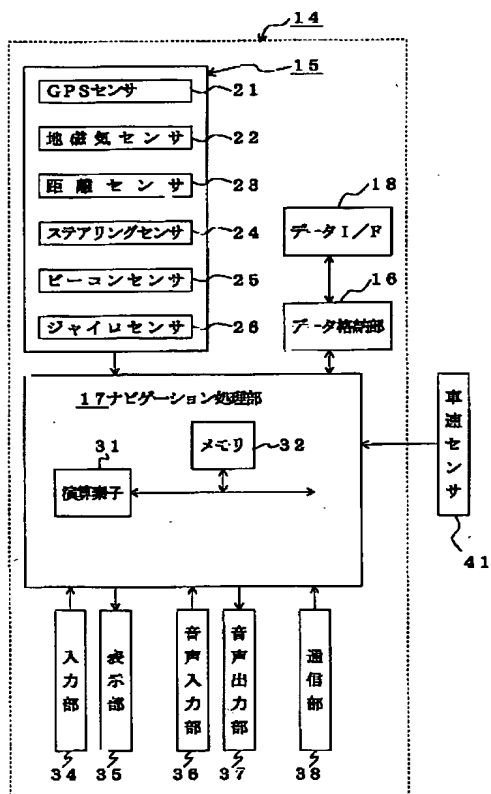 14
15
GPSセンサ
21
地磁気センサ
22
距離センサ
23
ステアリングセンサ
24
ビーコンセンサ
25
ジャイロセンサ
26
18
データI/F
16
データ格納部
17ナビゲーション処理部
31
演算素子
メモリ
32
車速センサ
41
入力部
表示部
音声入力部
音声出力部
通信部
34
35
36
37
38